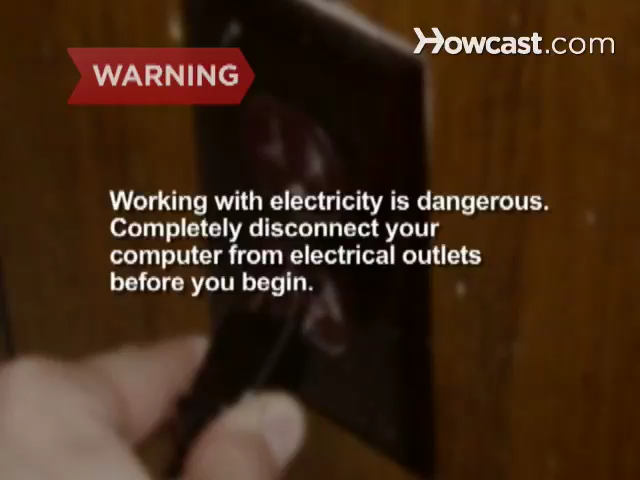 Howcast.com
WARNING
Working with electricity is dangerous.
Completely disconnect your
computer from electrical outlets
before you begin.